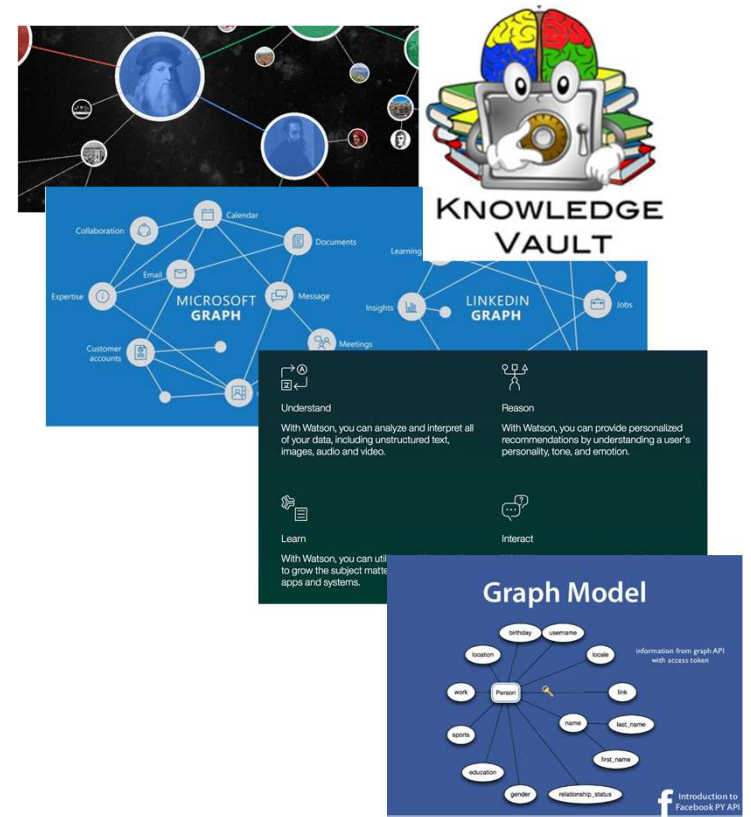 KNOWLEDGE
VAULT
Collaboration
Calendar
Documents
Email
Expertise
MICROSOFT
GRAPH
Message
Customer
accounts
Meetings
Learning
Insights
LINKEDIN
GRAPH
Jobs
Understand
With Watson, you can analyze and interpret all
of your data, including unstructured text,
images, audio and video.
Reason
With Watson, you can provide personalized
recommendations by understanding a user's
personality, tone, and emotion.
Learn
With Watson, you can
to grow the subject
apps and systems.
Interact
Graph Model
birthday
username
location
locale
information from graph API
with access token
work
Person
link
name
last_name
sports
first_name
education
gender
relationship_status
f
Introduction to
Facebook PY API